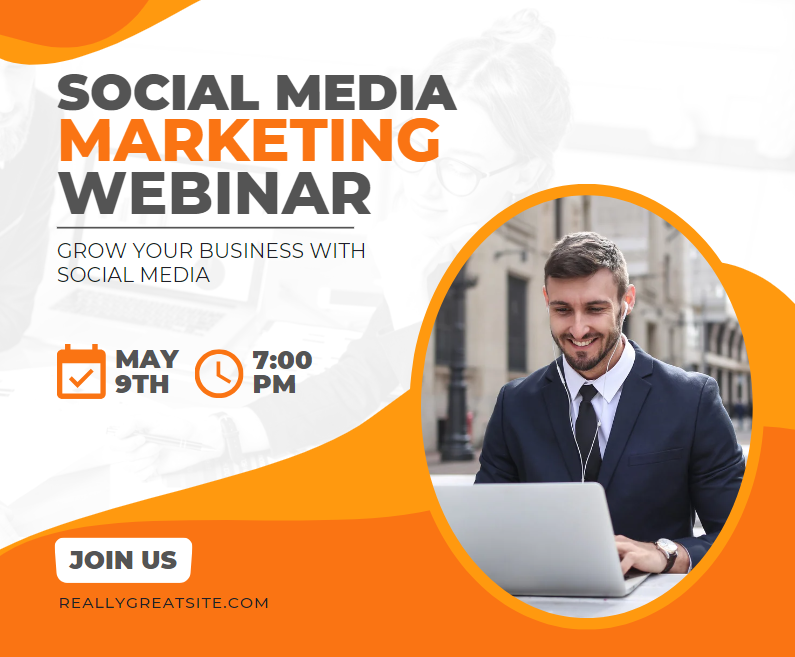 SOCIAL MEDIA
MARKETING
WEBINAR
GROW YOUR BUSINESS WITH
SOCIAL MEDIA
MAY
9TH
7:00
PM
JOIN US
REALLYGREATSITE.COM